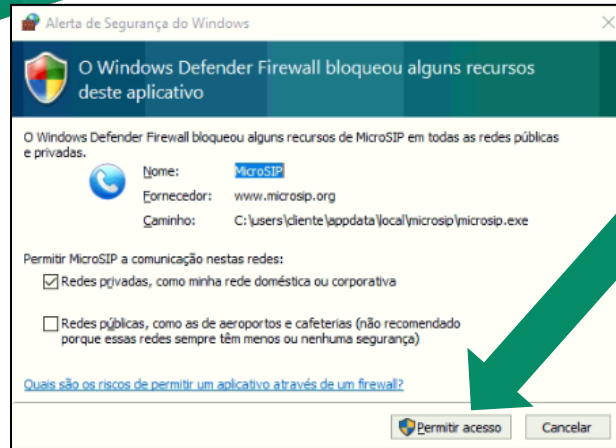 Alerta de Segurança do Windows
O Windows Defender Firewall bloqueou alguns recursos
deste aplicativo
O Windows Defender Firewall bloqueou alguns recursos de MicroSIP em todas as redes públicas
e privadas.
Nome: MicroSIP
Fornecedor: www.microsip.org
Caminho: C:\users\cliente\appdata\local\microsip\microsip.exe
Permitir MicroSIP a comunicação nestas redes:
Redes privadas, como minha rede doméstica ou corporativa
Redes públicas, como as de aeroportos e cafeterias (não recomendado
porque essas redes sempre têm menos ou nenhuma segurança)
Quais são os riscos de permitir um aplicativo através de um firewall?
Permitir acesso Cancelar